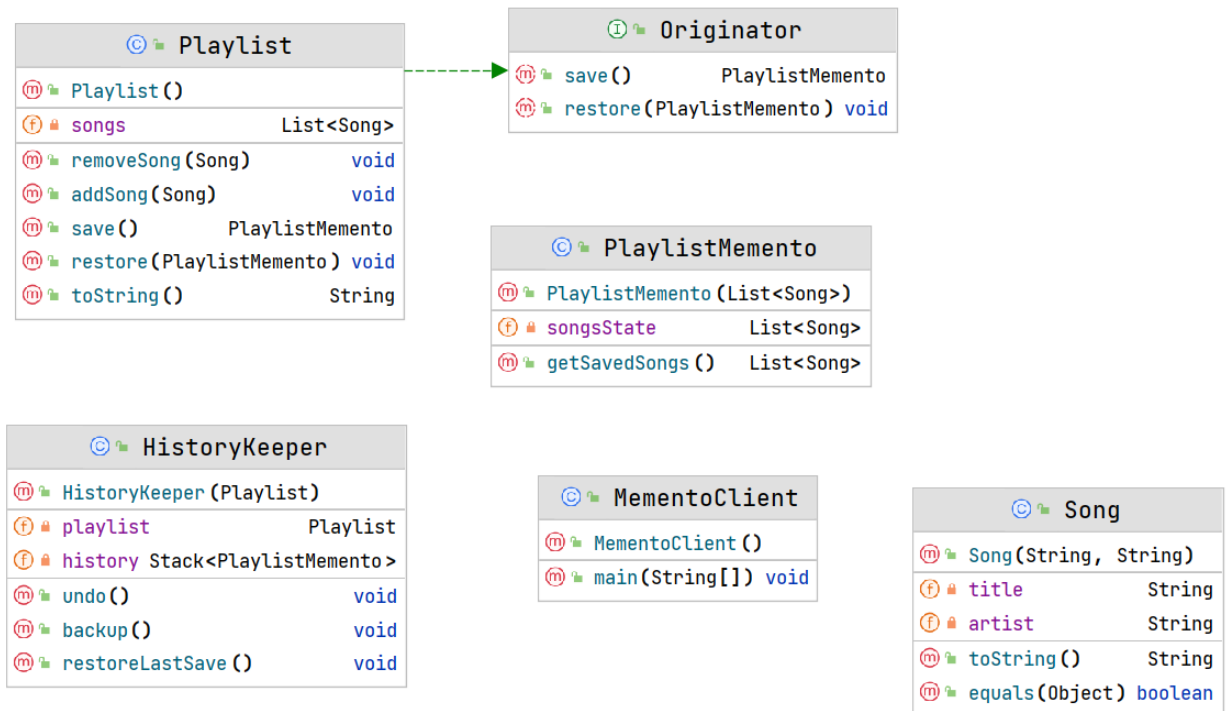 Playlist
Playlist()
songs List<Song>
removeSong(Song) void
addSong(Song) void
save() PlaylistMemento
restore(PlaylistMemento) void
toString() String
Originator
save() PlaylistMemento
restore(PlaylistMemento) void
PlaylistMemento
PlaylistMemento(List<Song>)
songsState List<Song>
getSavedSongs() List<Song>
HistoryKeeper
HistoryKeeper(Playlist)
playlist Playlist
history Stack<PlaylistMemento>
undo() void
backup() void
restoreLastSave() void
MementoClient
MementoClient()
main(String[]) void
Song
Song(String, String)
title String
artist String
toString() String
equals(Object) boolean